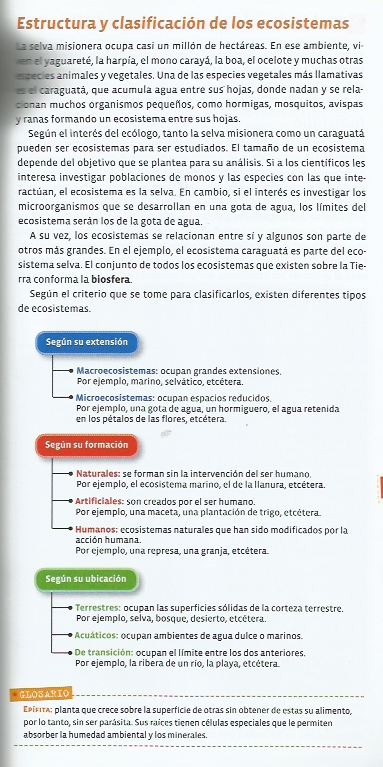 Estructura y clasificación de los ecosistemas
La selva misionera ocupa casi un millón de hectáreas. En ese ambiente, vi-
ven el yaguareté, la harpía, el mono carayá, la boa, el ocelote y muchas otras
especies animales y vegetales. Una de las especies vegetales más llamativas
es el caraguatá, que acumula agua entre sus hojas, donde nadan y se rela-
cionan muchos organismos pequeños, como hormigas, mosquitos, avispas
y ranas formando un ecosistema entre sus hojas.
Según el interés del ecólogo, tanto la selva misionera como un caraguatá
pueden ser ecosistemas para ser estudiados. El tamaño de un ecosistema
depende del objetivo que se plantea para su análisis. Si a los científicos les
interesa investigar poblaciones de monos y las especies con las que inte-
ractúan, el ecosistema es la selva. En cambio, si el interés es investigar los
microorganismos que se desarrollan en una gota de agua, los límites del
ecosistema serán los de la gota de agua.
A su vez, los ecosistemas se relacionan entre sí y algunos son parte de
otros más grandes. En el ejemplo, el ecosistema caraguatá es parte del eco-
sistema selva. El conjunto de todos los ecosistemas que existen sobre la Tie-
rra conforma la biosfera.
Según el criterio que se tome para clasificarlos, existen diferentes tipos
de ecosistemas.
Según su extensión
Macroecosistemas: ocupan grandes extensiones.
Por ejemplo, marino, selvático, etcétera.
Microecosistemas: ocupan espacios reducidos.
Por ejemplo, una gota de agua, un hormiguero, el agua retenida
en los pétalos de las flores, etcétera.
Según su formación
Naturales: se forman sin la intervención del ser humano.
Por ejemplo, el ecosistema marino, el de la llanura, etcétera.
Artificiales: son creados por el ser humano.
Por ejemplo, una maceta, una plantación de trigo, etcétera.
Humanos: ecosistemas naturales que han sido modificados por la
acción humana.
Por ejemplo, una represa, una granja, etcétera.
Según su ubicación
Terrestres: ocupan las superficies sólidas de la corteza terrestre.
Por ejemplo, selva, bosque, desierto, etcétera.
Acuáticos: ocupan ambientes de agua dulce o marinos.
De transición: ocupan el límite entre los dos anteriores.
Por ejemplo, la ribera de un río, la playa, etcétera.
GLOSARIO
Epífita: planta que crece sobre la superficie de otras sin obtener de estas su alimento,
por lo tanto, sin ser parásita. Sus raíces tienen células especiales que le permiten
absorber la humedad ambiental y los minerales.